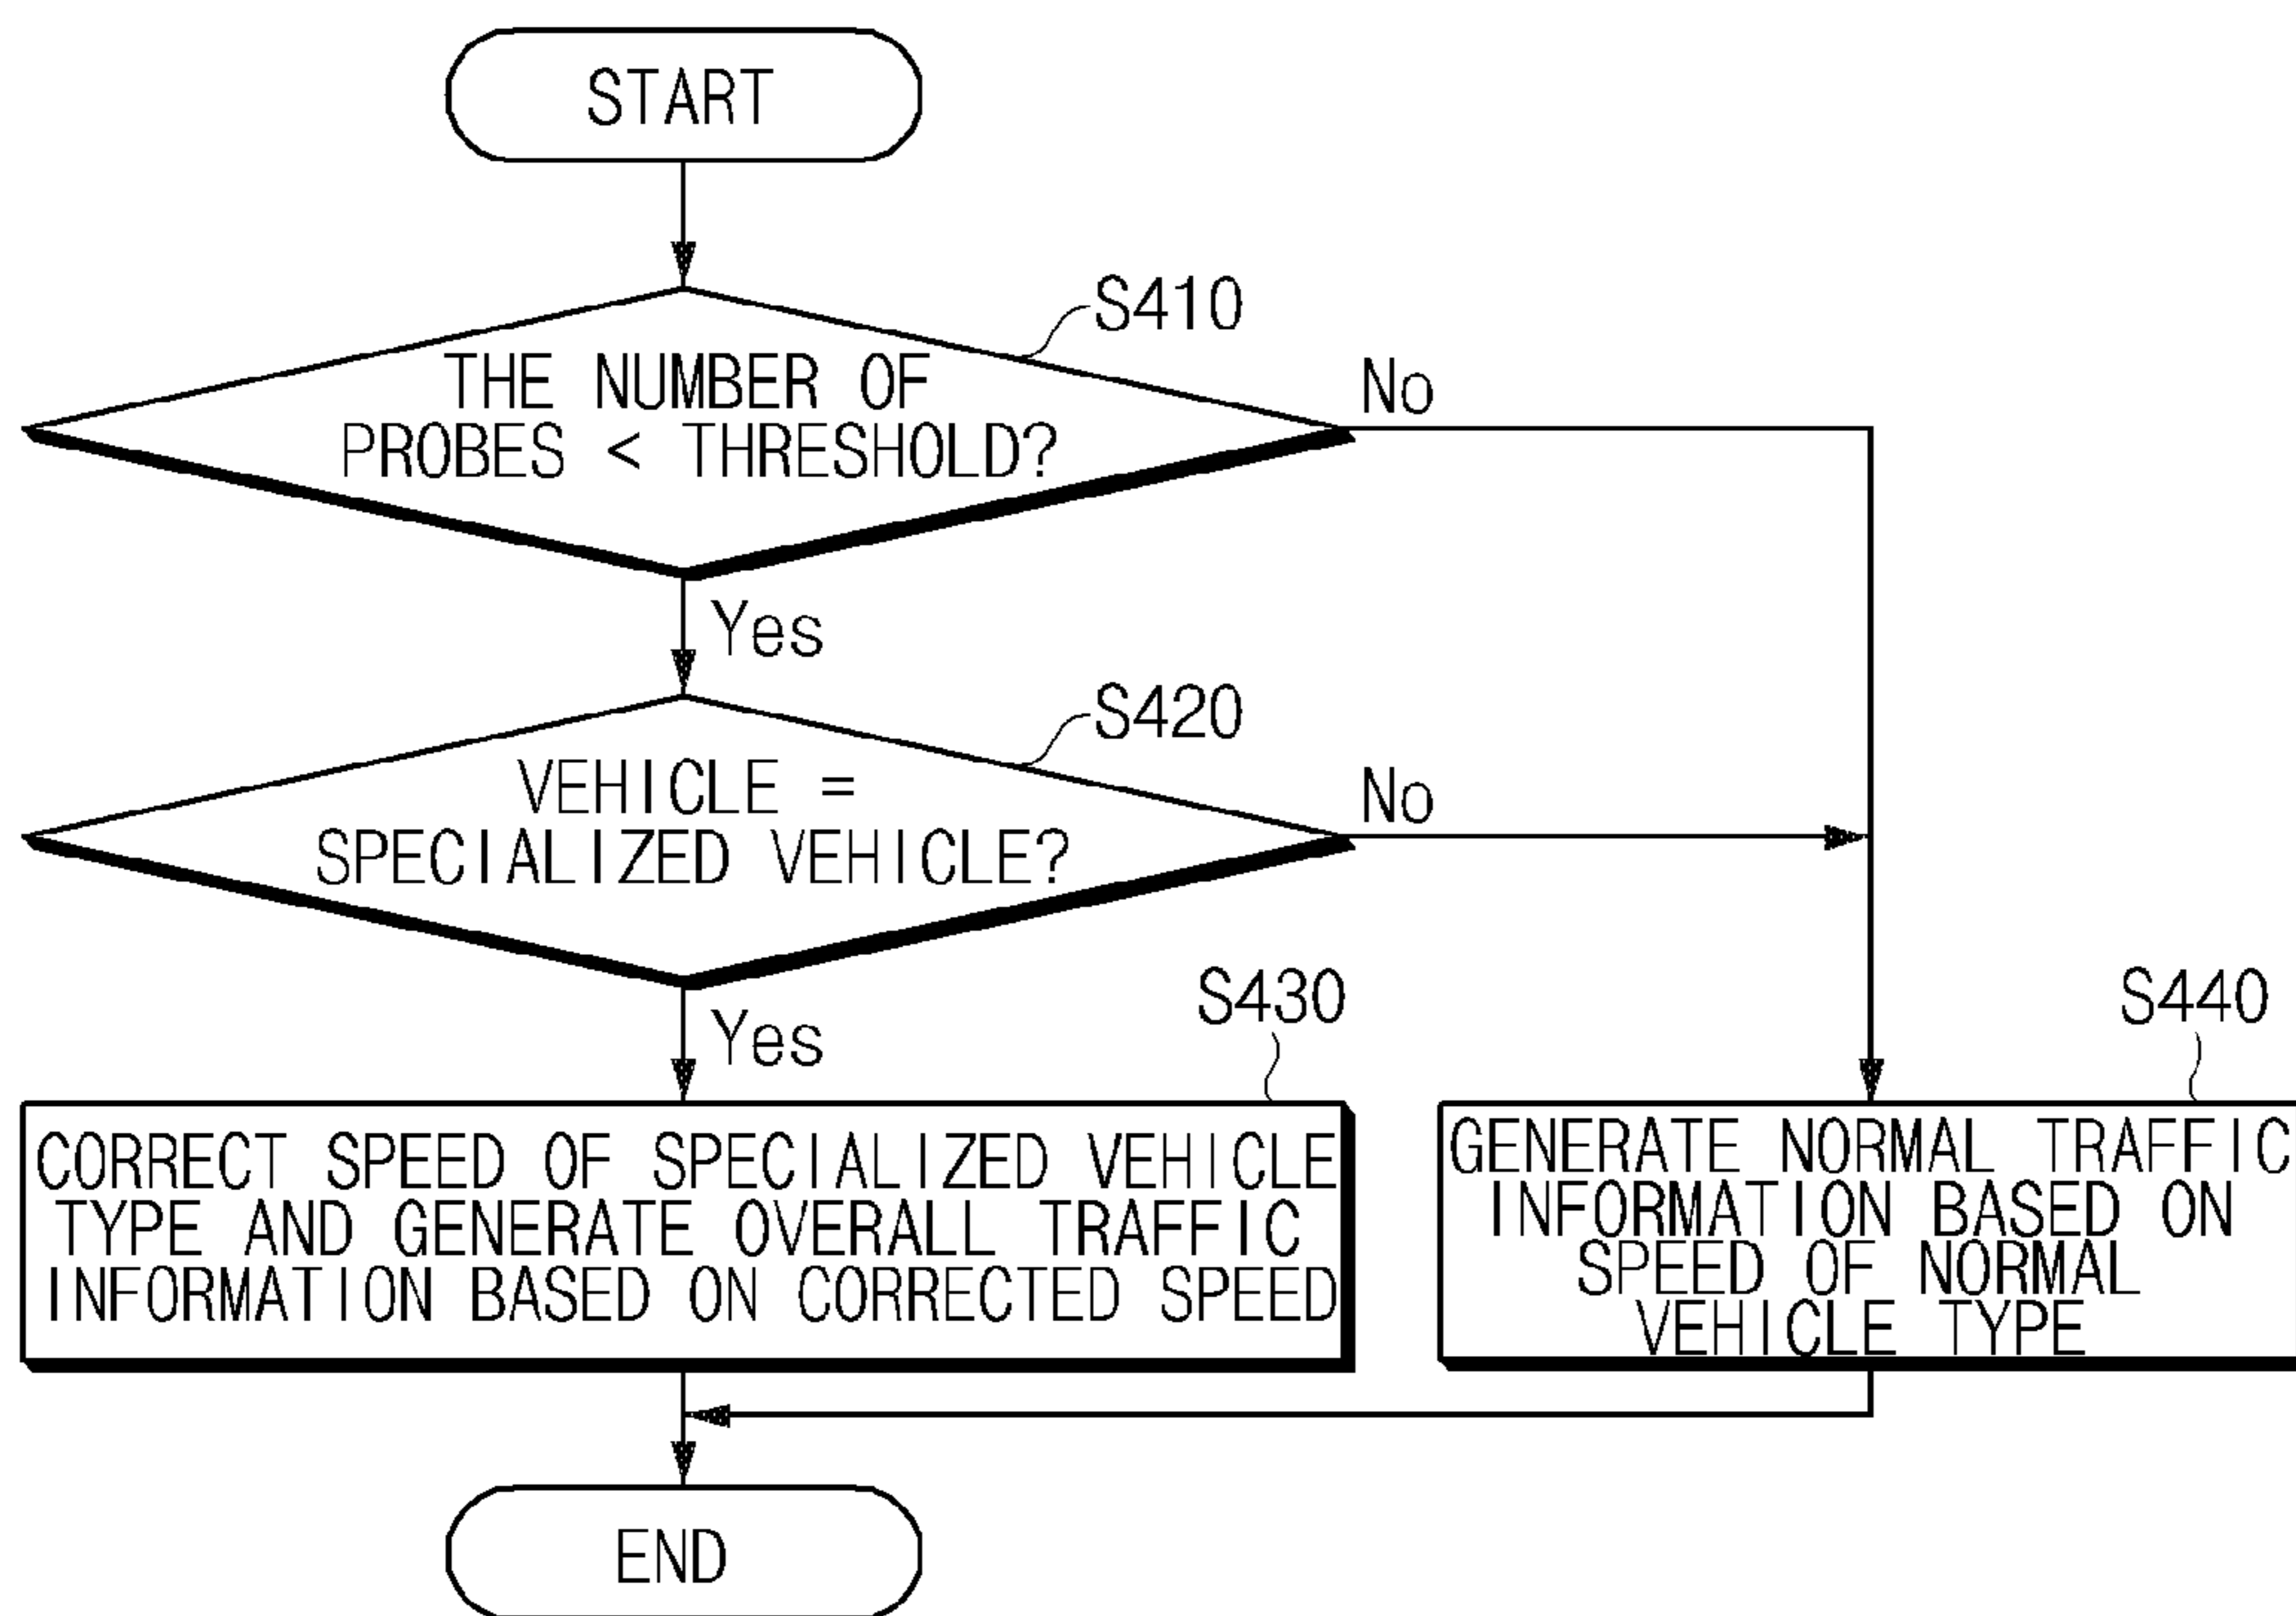 START
S410
THE NUMBER OF
PROBES < THRESHOLD?
No
Yes
S420
VEHICLE =
SPECIALIZED VEHICLE?
No
Yes
S430
CORRECT SPEED OF SPECIALIZED VEHICLE
TYPE AND GENERATE OVERALL TRAFFIC
INFORMATION BASED ON CORRECTED SPEED
S440
GENERATE NORMAL TRAFFIC
INFORMATION BASED ON
SPEED OF NORMAL
VEHICLE TYPE
END